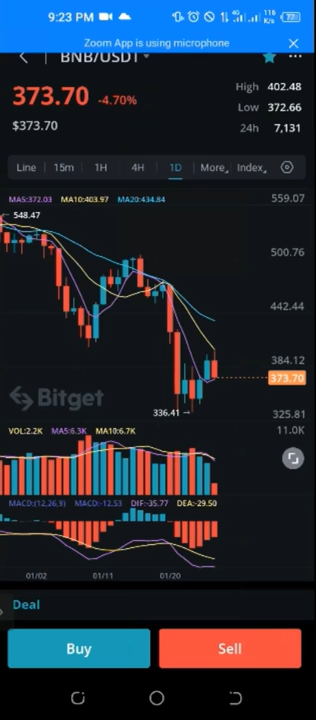 9:23 PM
4G
116 K/s
77
Zoom App is using microphone
BNB/USDT
373.70 -4.70%
$373.70
High 402.48
Low 372.66
24h 7,131
Line 15m 1H 4H 1D More Index
MA5:372.03 MA10:403.97 MA20:434.84
559.07
548.47
500.76
442.44
384.12
373.70
Bitget
336.41
325.81
VOL:2.2K MA5:6.3K MA10:6.7K
11.0K
MACD:(12,26,9) MACD:-12.53 DIF:-35.77 DEA:-29.50
01/02 01/11 01/20
Deal
Buy Sell